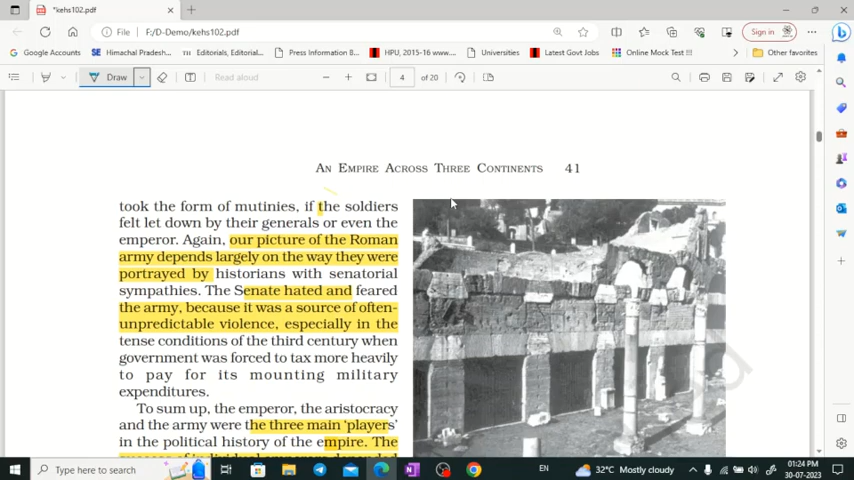 *kehs102.pdf
File
F:/D-Demo/kehs102.pdf
Sign in
Google Accounts
Himachal Pradesh...
Editorials, Editorial...
Press Information B...
HPU, 2015-16 www....
Universities
Latest Govt Jobs
Online Mock Test !!!
Other favorites
Draw
Read aloud
4
of 20
AN EMPIRE ACROSS THREE CONTINENTS 41
took the form of mutinies, if the soldiers
felt let down by their generals or even the
emperor. Again, our picture of the Roman
army depends largely on the way they were
portrayed by historians with senatorial
sympathies. The Senate hated and feared
the army, because it was a source of often-
unpredictable violence, especially in the
tense conditions of the third century when
government was forced to tax more heavily
to pay for its mounting military
expenditures.
To sum up, the emperor, the aristocracy
and the army were the three main ‘players’
in the political history of the empire. The
success of individual emperors depended
Type here to search
EN
32°C Mostly cloudy
01:24 PM
30-07-2023